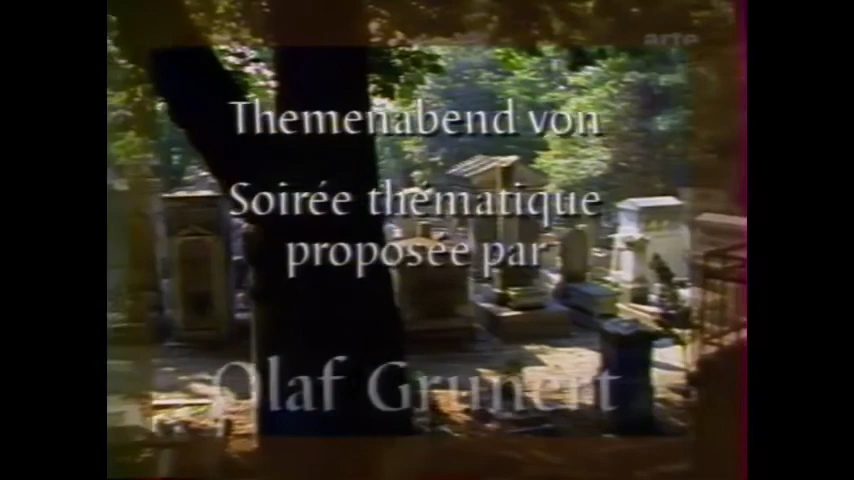 arte
Themenabend von
Soirée thématique
proposée par
Olaf Grunert